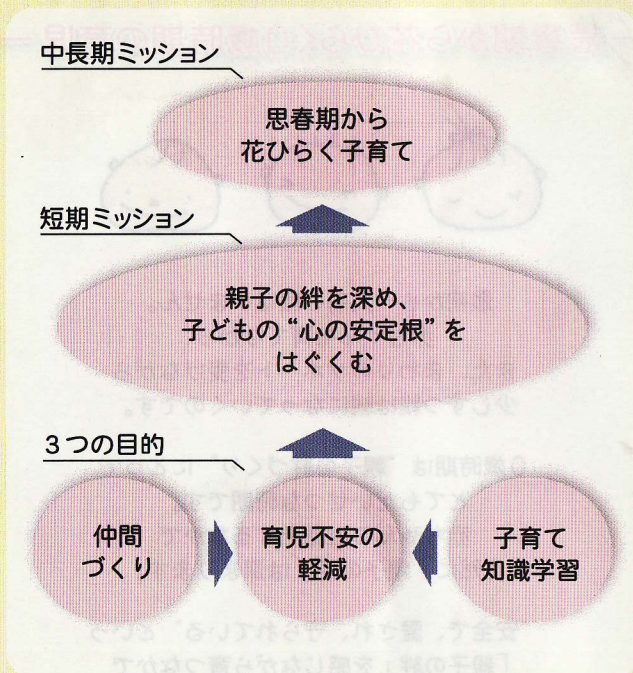 中長期ミッション
思春期から
花ひらく子育て
短期ミッション
親子の絆を深め、
子どもの“心の安定根”を
はぐくむ
3つの目的
仲間
づくり
育児不安の
軽減
子育て
知識学習